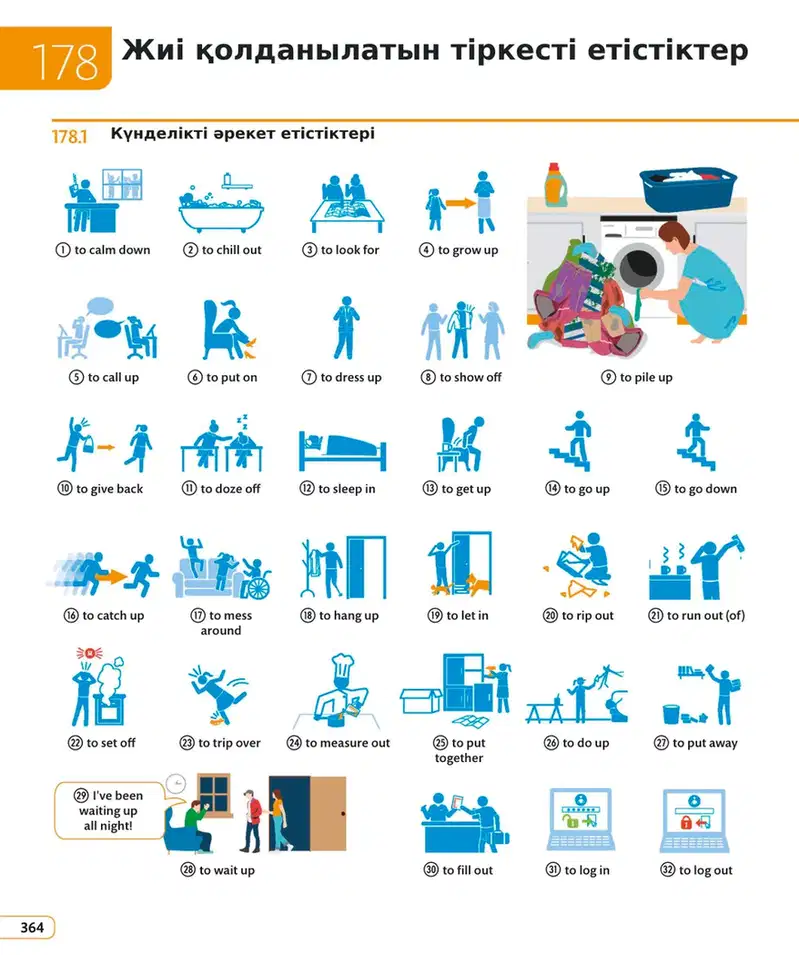 178
Жиі қолданылатын тіркесті етістіктер
178.1 Күнделікті әрекет етістіктері
① to calm down
② to chill out
③ to look for
④ to grow up
⑤ to call up
⑥ to put on
⑦ to dress up
⑧ to show off
⑨ to pile up
⑩ to give back
⑪ to doze off
⑫ to sleep in
⑬ to get up
⑭ to go up
⑮ to go down
⑯ to catch up
⑰ to mess
around
⑱ to hang up
⑲ to let in
⑳ to rip out
㉑ to run out (of)
㉒ to set off
㉓ to trip over
㉔ to measure out
㉕ to put
together
㉖ to do up
㉗ to put away
㉙ I've been
waiting up
all night!
㉘ to wait up
㉚ to fill out
㉛ to log in
㉜ to log out
364